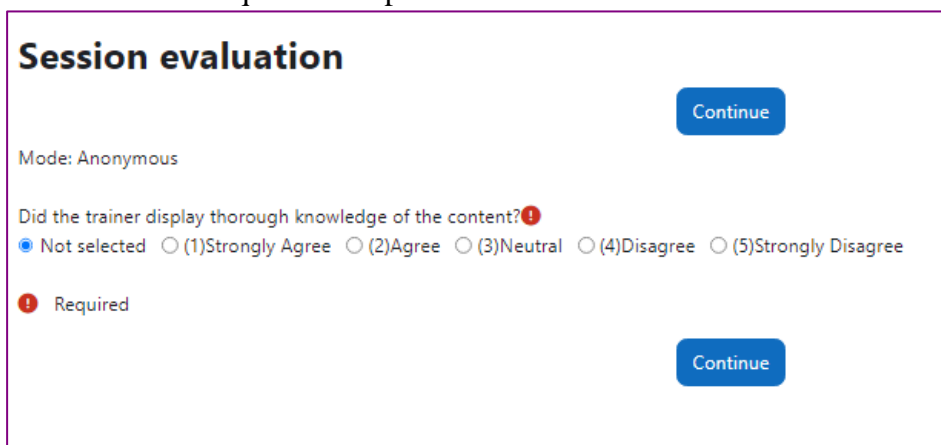 Session evaluation
Continue
Mode: Anonymous
Did the trainer display thorough knowledge of the content?
Not selected (1)Strongly Agree (2)Agree (3)Neutral (4)Disagree (5)Strongly Disagree
Required
Continue